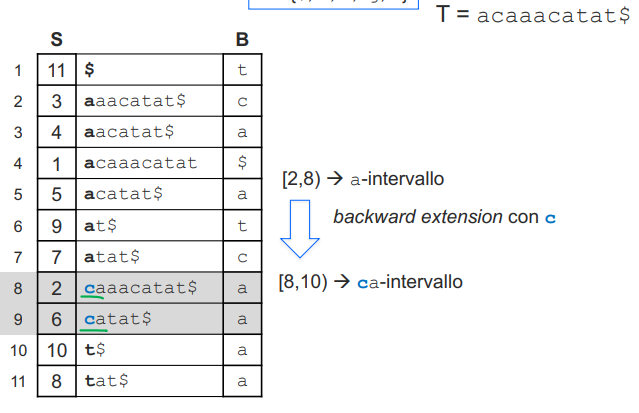 T = acaaacatat$
S B
1 11 $ t
2 3 aaacatat$ c
3 4 aacatat$ a
4 1 acaaacatat $
5 5 acatat$ a
6 9 at$ t
7 7 atat$ c
8 2 caaacatat$ a
9 6 catat$ a
10 10 t$ a
11 8 tat$ a
[2,8) → a-intervallo
backward extension con c
[8,10) → ca-intervallo